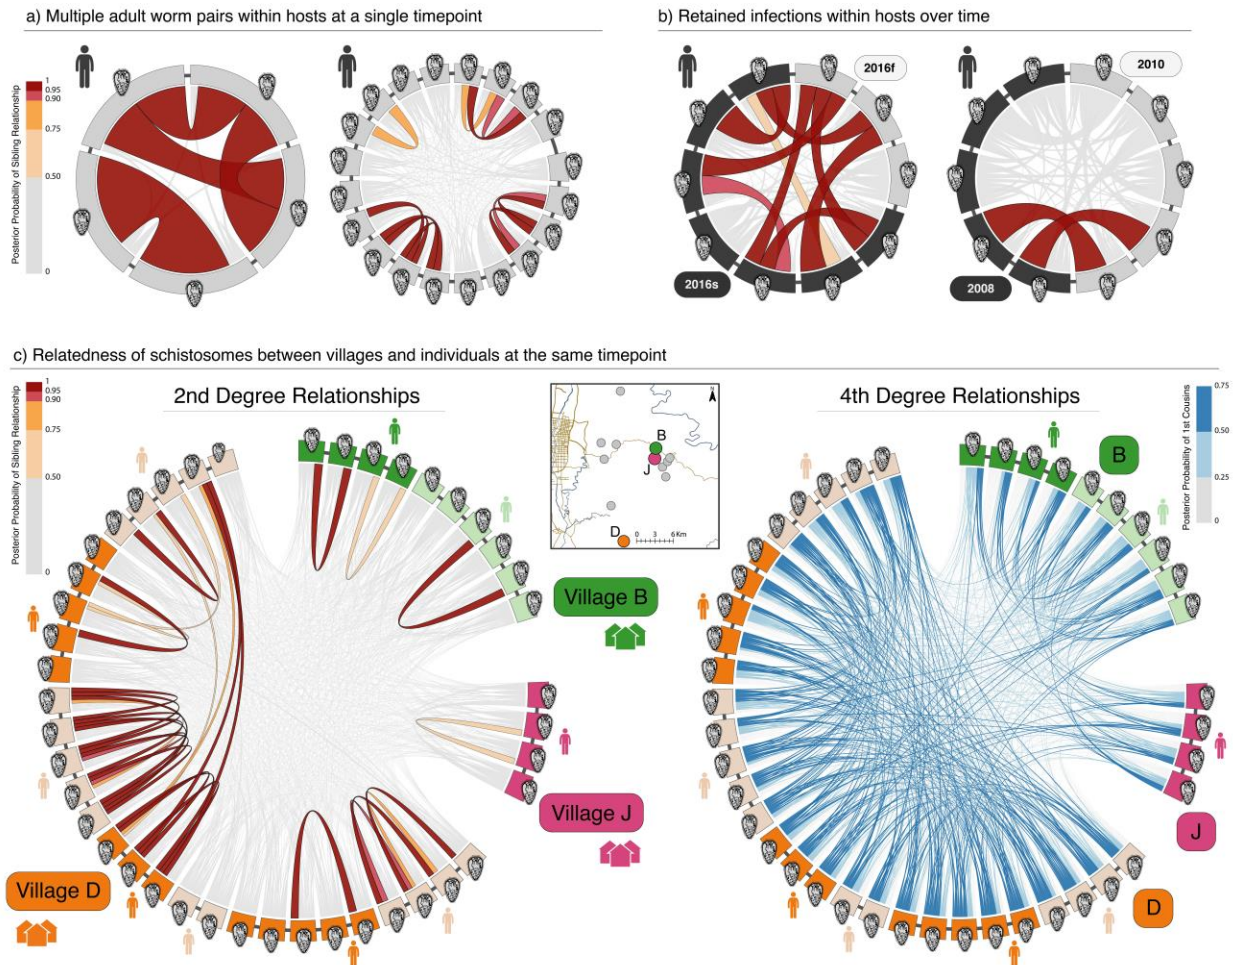 a) Multiple adult worm pairs within hosts at a single timepoint
b) Retained infections within hosts over time
Posterior Probability of Sibling Relationship
1
0.95
0.90
0.75
0.50
0
2016f
2016s
2010
2008
c) Relatedness of schistosomes between villages and individuals at the same timepoint
Posterior Probability of Sibling Relationship
1
0.95
0.90
0.75
0.50
0
2nd Degree Relationships
N
B
J
D
0 3 6 Km
Village B
Village J
Village D
4th Degree Relationships
Posterior Probability of 1st Cousins
0.75
0.50
0.25
0
B
J
D